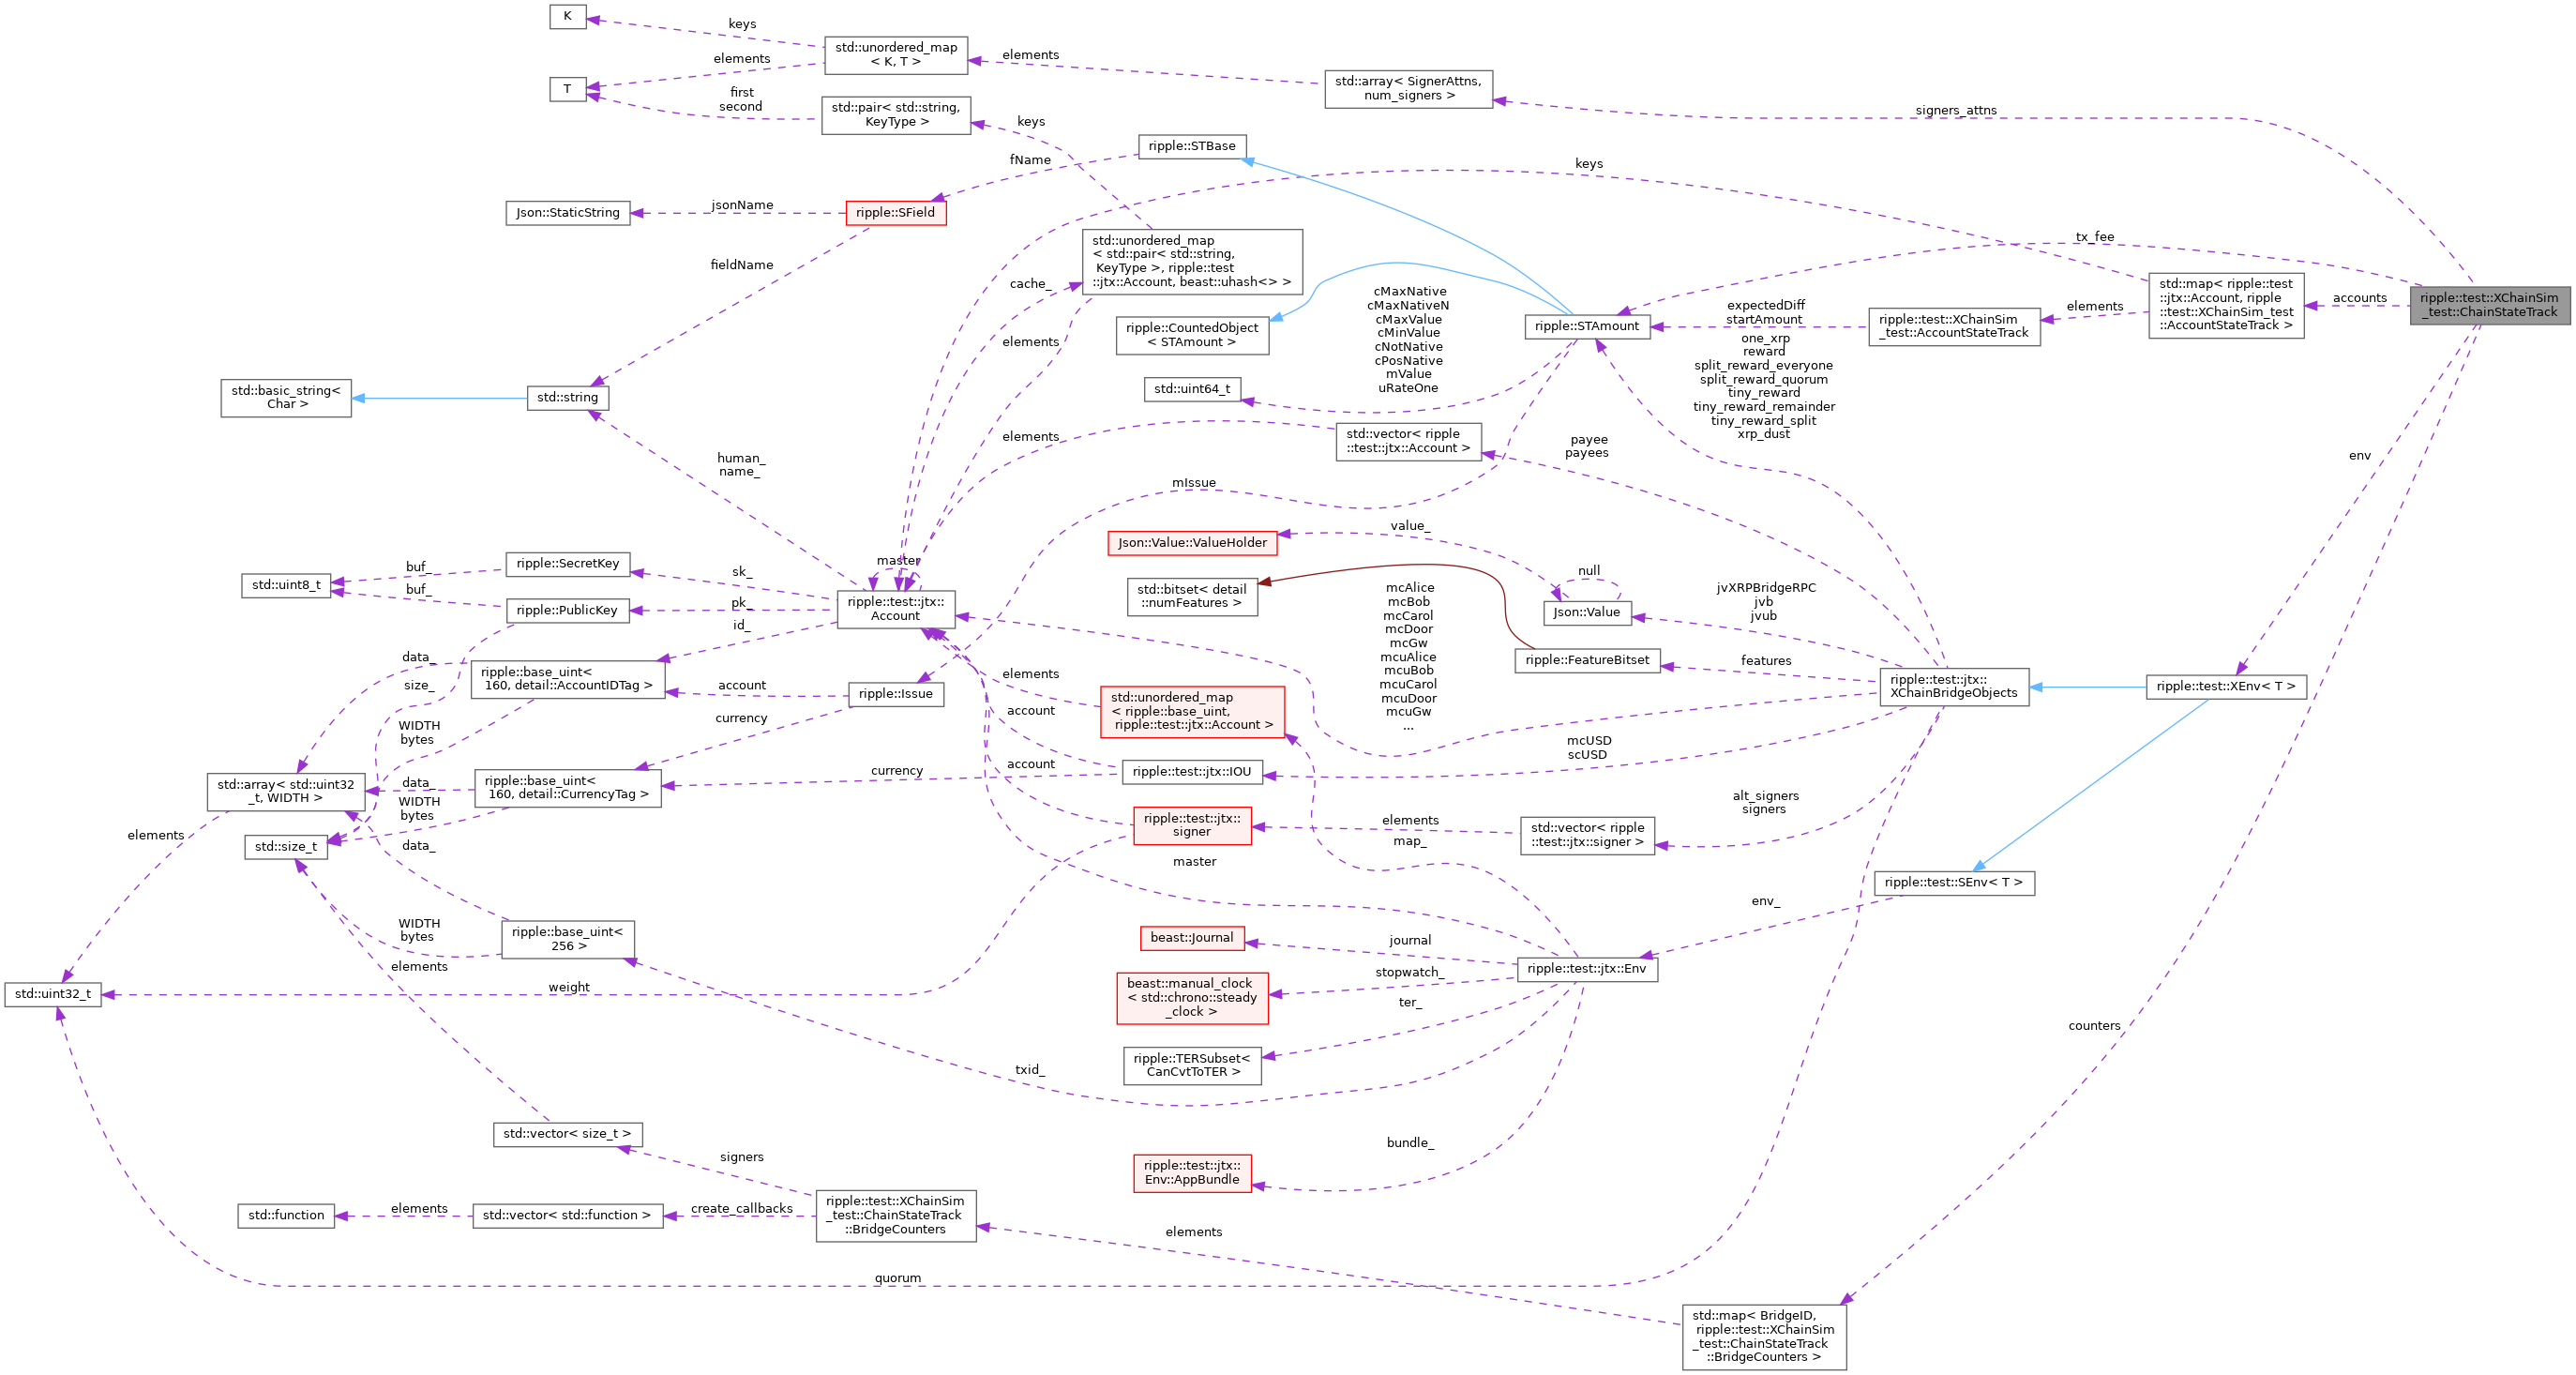 K
keys
std::unordered_map
< K, T >
elements
elements
T
first
second
std::pair< std::string,
KeyType >
std::array< SignerAttns,
num_signers >
signers_attns
keys
ripple::STBase
fName
keys
Json::StaticString
jsonName
ripple::SField
fieldName
std::unordered_map
< std::pair< std::string,
KeyType >, ripple::test
::jtx::Account, beast::uhash<> >
cache_
elements
ripple::CountedObject
< STAmount >
cMaxNative
cMaxNativeN
cMaxValue
cMinValue
cNotNative
cPosNative
mValue
uRateOne
std::uint64_t
ripple::STAmount
tx_fee
expectedDiff
startAmount
ripple::test::XChainSim
_test::AccountStateTrack
elements
std::map< ripple::test
::jtx::Account, ripple
::test::XChainSim_test
::AccountStateTrack >
accounts
ripple::test::XChainSim
_test::ChainStateTrack
one_xrp
reward
split_reward_everyone
split_reward_quorum
tiny_reward
tiny_reward_remainder
tiny_reward_split
xrp_dust
std::basic_string<
Char >
std::string
human_
name_
elements
std::vector< ripple
::test::jtx::Account >
payee
payees
env
mIssue
Json::Value::ValueHolder
value_
std::bitset< detail
::numFeatures >
null
Json::Value
jvXRPBridgeRPC
jvb
jvub
ripple::FeatureBitset
features
std::uint8_t
buf_
buf_
ripple::SecretKey
ripple::PublicKey
sk_
pk_
id_
master
ripple::test::jtx::
Account
mcAlice
mcBob
mcCarol
mcDoor
mcGw
mcuAlice
mcuBob
mcuCarol
mcuDoor
mcuGw
...
data_
size_
ripple::base_uint<
160, detail::AccountIDTag >
account
ripple::Issue
currency
elements
account
std::unordered_map
< ripple::base_uint,
ripple::test::jtx::Account >
ripple::test::jtx::
XChainBridgeObjects
ripple::test::XEnv< T >
WIDTH
bytes
std::array< std::uint32
_t, WIDTH >
data_
WIDTH
bytes
ripple::base_uint<
160, detail::CurrencyTag >
currency
account
ripple::test::jtx::IOU
mcUSD
scUSD
elements
std::size_t
data_
ripple::test::jtx::
signer
elements
map_
std::vector< ripple
::test::jtx::signer >
alt_signers
signers
master
ripple::test::SEnv< T >
env_
WIDTH
bytes
ripple::base_uint<
256 >
elements
beast::Journal
journal
ripple::test::jtx::Env
std::uint32_t
weight
beast::manual_clock
< std::chrono::steady
_clock >
stopwatch_
ter_
ripple::TERSubset<
CanCvtToTER >
txid_
counters
std::vector< size_t >
signers
bundle_
ripple::test::jtx::
Env::AppBundle
std::function
elements
std::vector< std::function >
create_callbacks
ripple::test::XChainSim
_test::ChainStateTrack
::BridgeCounters
elements
quorum
std::map< BridgeID,
ripple::test::XChainSim
_test::ChainStateTrack
::BridgeCounters >